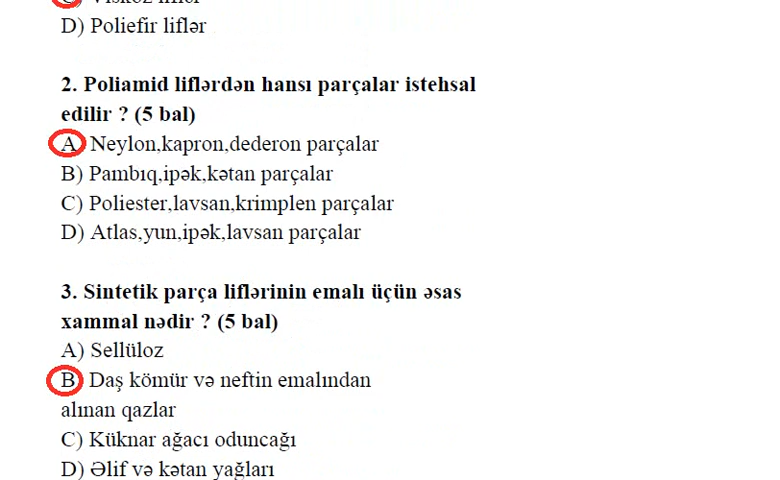 D) Poliefir liflər
2. Poliamid liflərdən hansı parçalar istehsal
edilir ? (5 bal)
A) Neylon,kapron,dederon parçalar
B) Pambıq,ipək,kətan parçalar
C) Poliester,lavsan,krimplen parçalar
D) Atlas,yun,ipək,lavsan parçalar
3. Sintetik parça liflərinin emalı üçün əsas
xammal nədir ? (5 bal)
A) Sellüloz
B) Daş kömür və neftin emalından
alınan qazlar
C) Küknar ağacı oduncağı
D) Əlif və kətan yağları